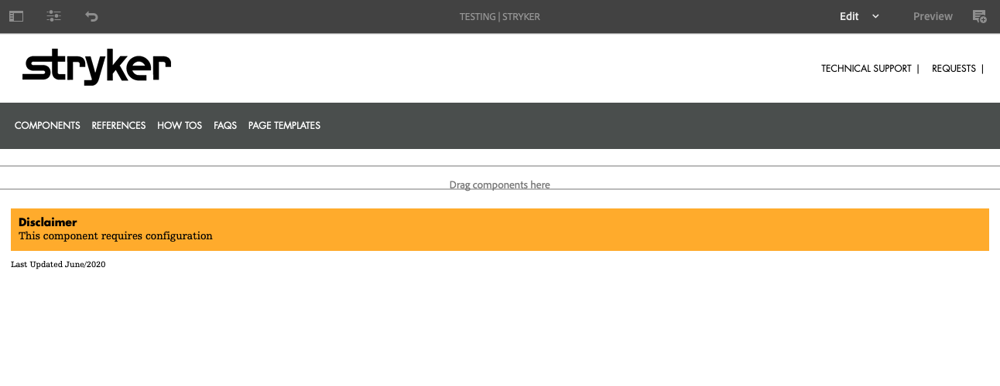 TESTING | STRYKER
Edit
Preview
stryker
TECHNICAL SUPPORT |
REQUESTS |
COMPONENTS REFERENCES HOW TOS FAQS PAGE TEMPLATES
Drag components here
Disclaimer
This component requires configuration
Last Updated June/2020